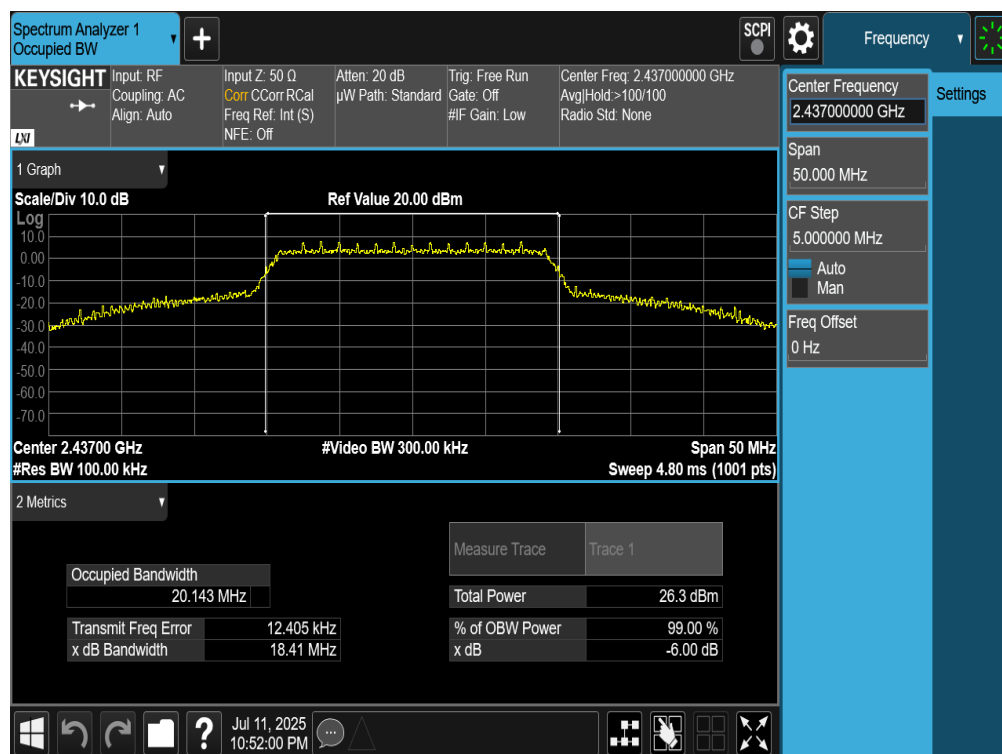 Spectrum Analyzer 1
Occupied BW
SCPI
Frequency
KEYSIGHT
LXI
Input: RF
Coupling: AC
Align: Auto
Input Z: 50 Ω
Corr CCorr RCal
Freq Ref: Int (S)
NFE: Off
Atten: 20 dB
µW Path: Standard
Trig: Free Run
Gate: Off
#IF Gain: Low
Center Freq: 2.437000000 GHz
Avg|Hold:>100/100
Radio Std: None
Center Frequency
2.437000000 GHz
Settings
Span
50.000 MHz
CF Step
5.000000 MHz
Auto
Man
Freq Offset
0 Hz
1 Graph
Scale/Div 10.0 dB
Ref Value 20.00 dBm
Log
10.0
0.00
-10.0
-20.0
-30.0
-40.0
-50.0
-60.0
-70.0
Center 2.43700 GHz
#Video BW 300.00 kHz
Span 50 MHz
#Res BW 100.00 kHz
Sweep 4.80 ms (1001 pts)
2 Metrics
Measure Trace
Trace 1
Occupied Bandwidth
20.143 MHz
Total Power
26.3 dBm
Transmit Freq Error
12.405 kHz
% of OBW Power
99.00 %
x dB Bandwidth
18.41 MHz
x dB
-6.00 dB
Jul 11, 2025
10:52:00 PM